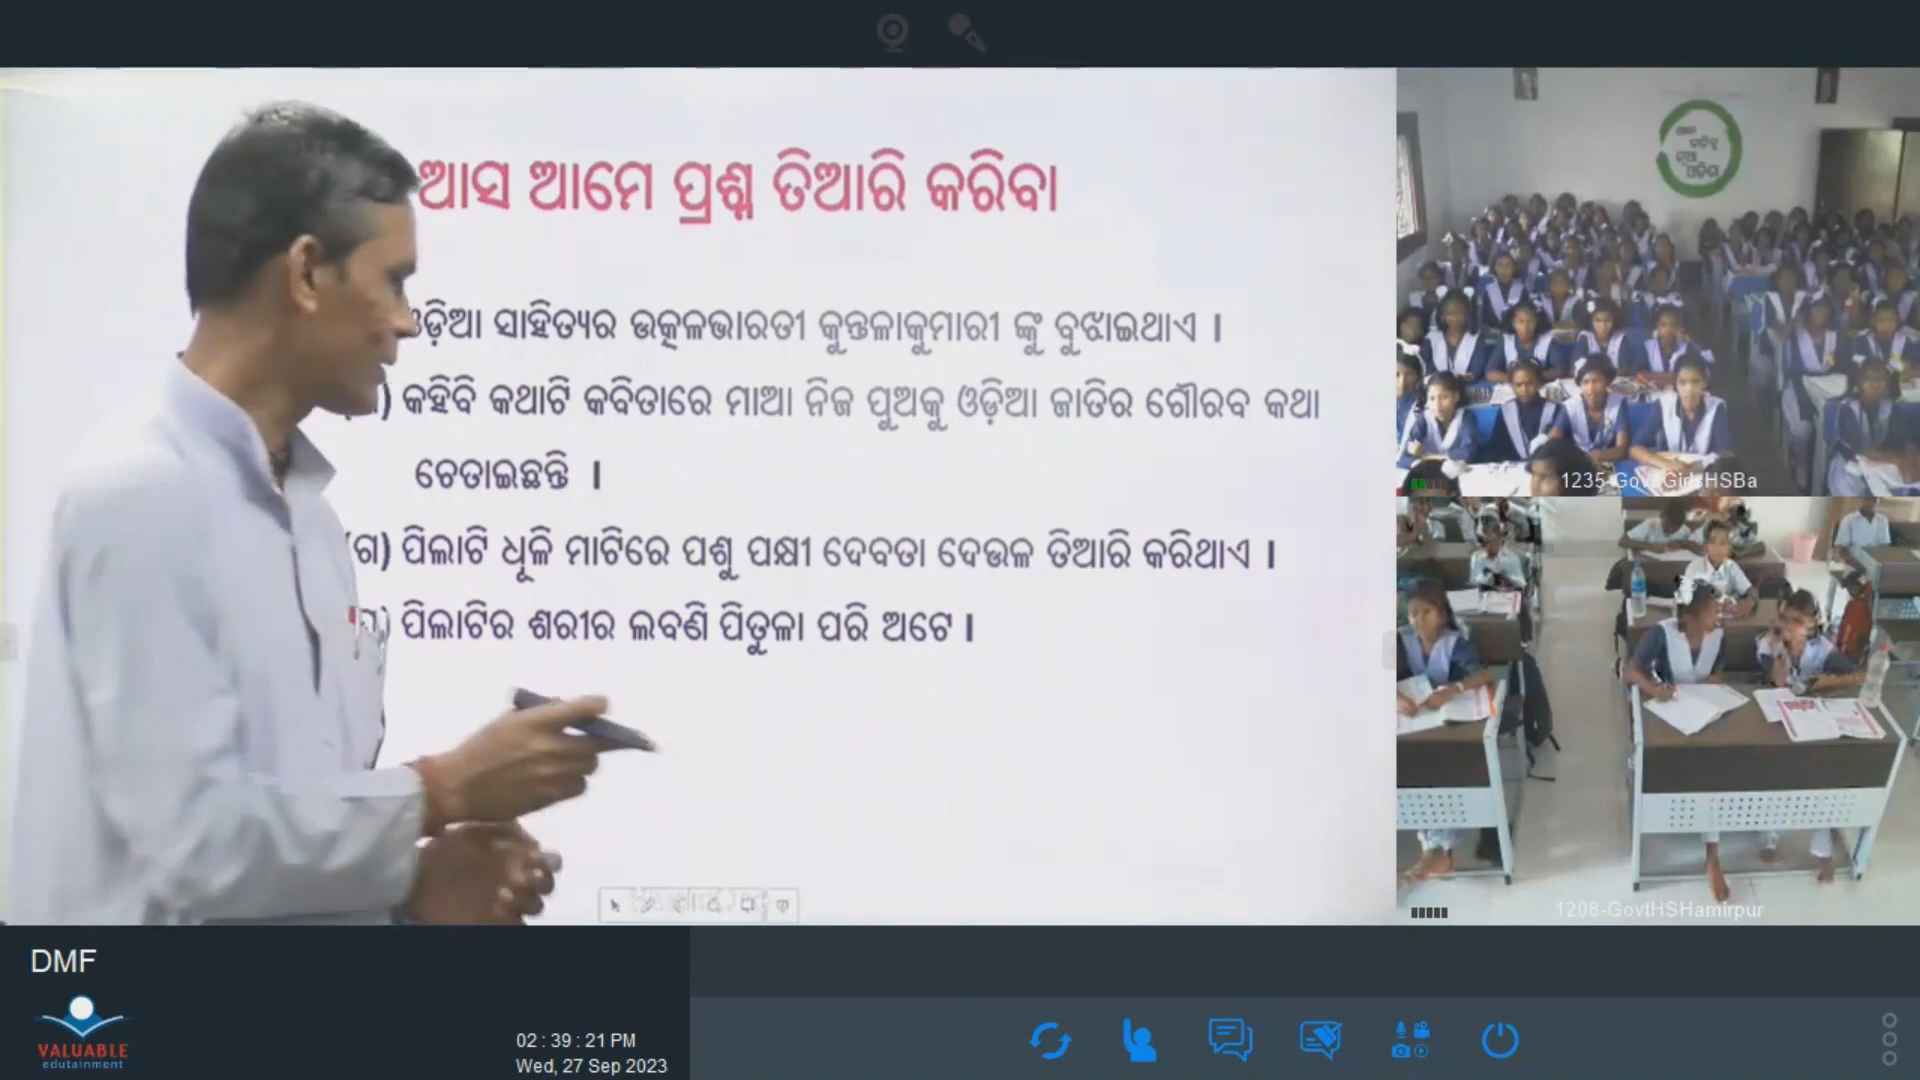 ଆସ ଆମେ ପ୍ରଶ୍ନ ତିଆରି କରିବା
ଓଡ଼ିଆ ସାହିତ୍ୟର ଉତ୍କଳଭାରତୀ କୁନ୍ତଳାକୁମାରୀ ଙ୍କୁ ବୁଝାଇଥାଏ ।
କହିବି କଥାଟି କବିତାରେ ମାଆ ନିଜ ପୁଅକୁ ଓଡ଼ିଆ ଜାତିର ଗୌରବ କଥା
ଚେତାଇଛନ୍ତି ।
(ଗ) ପିଲାଟି ଧୂଳି ମାଟିରେ ପଶୁ ପକ୍ଷୀ ଦେବତା ଦେଉଳ ତିଆରି କରିଥାଏ ।
ପିଲାଟିର ଶରୀର ଲବଣି ପିତୁଳା ପରି ଅଟେ ।
1235-GovtGirlsHSBa
1208-GovtHSHamirpur
DMF
VALUABLE
edutainment
02 : 39 : 21 PM
Wed, 27 Sep 2023